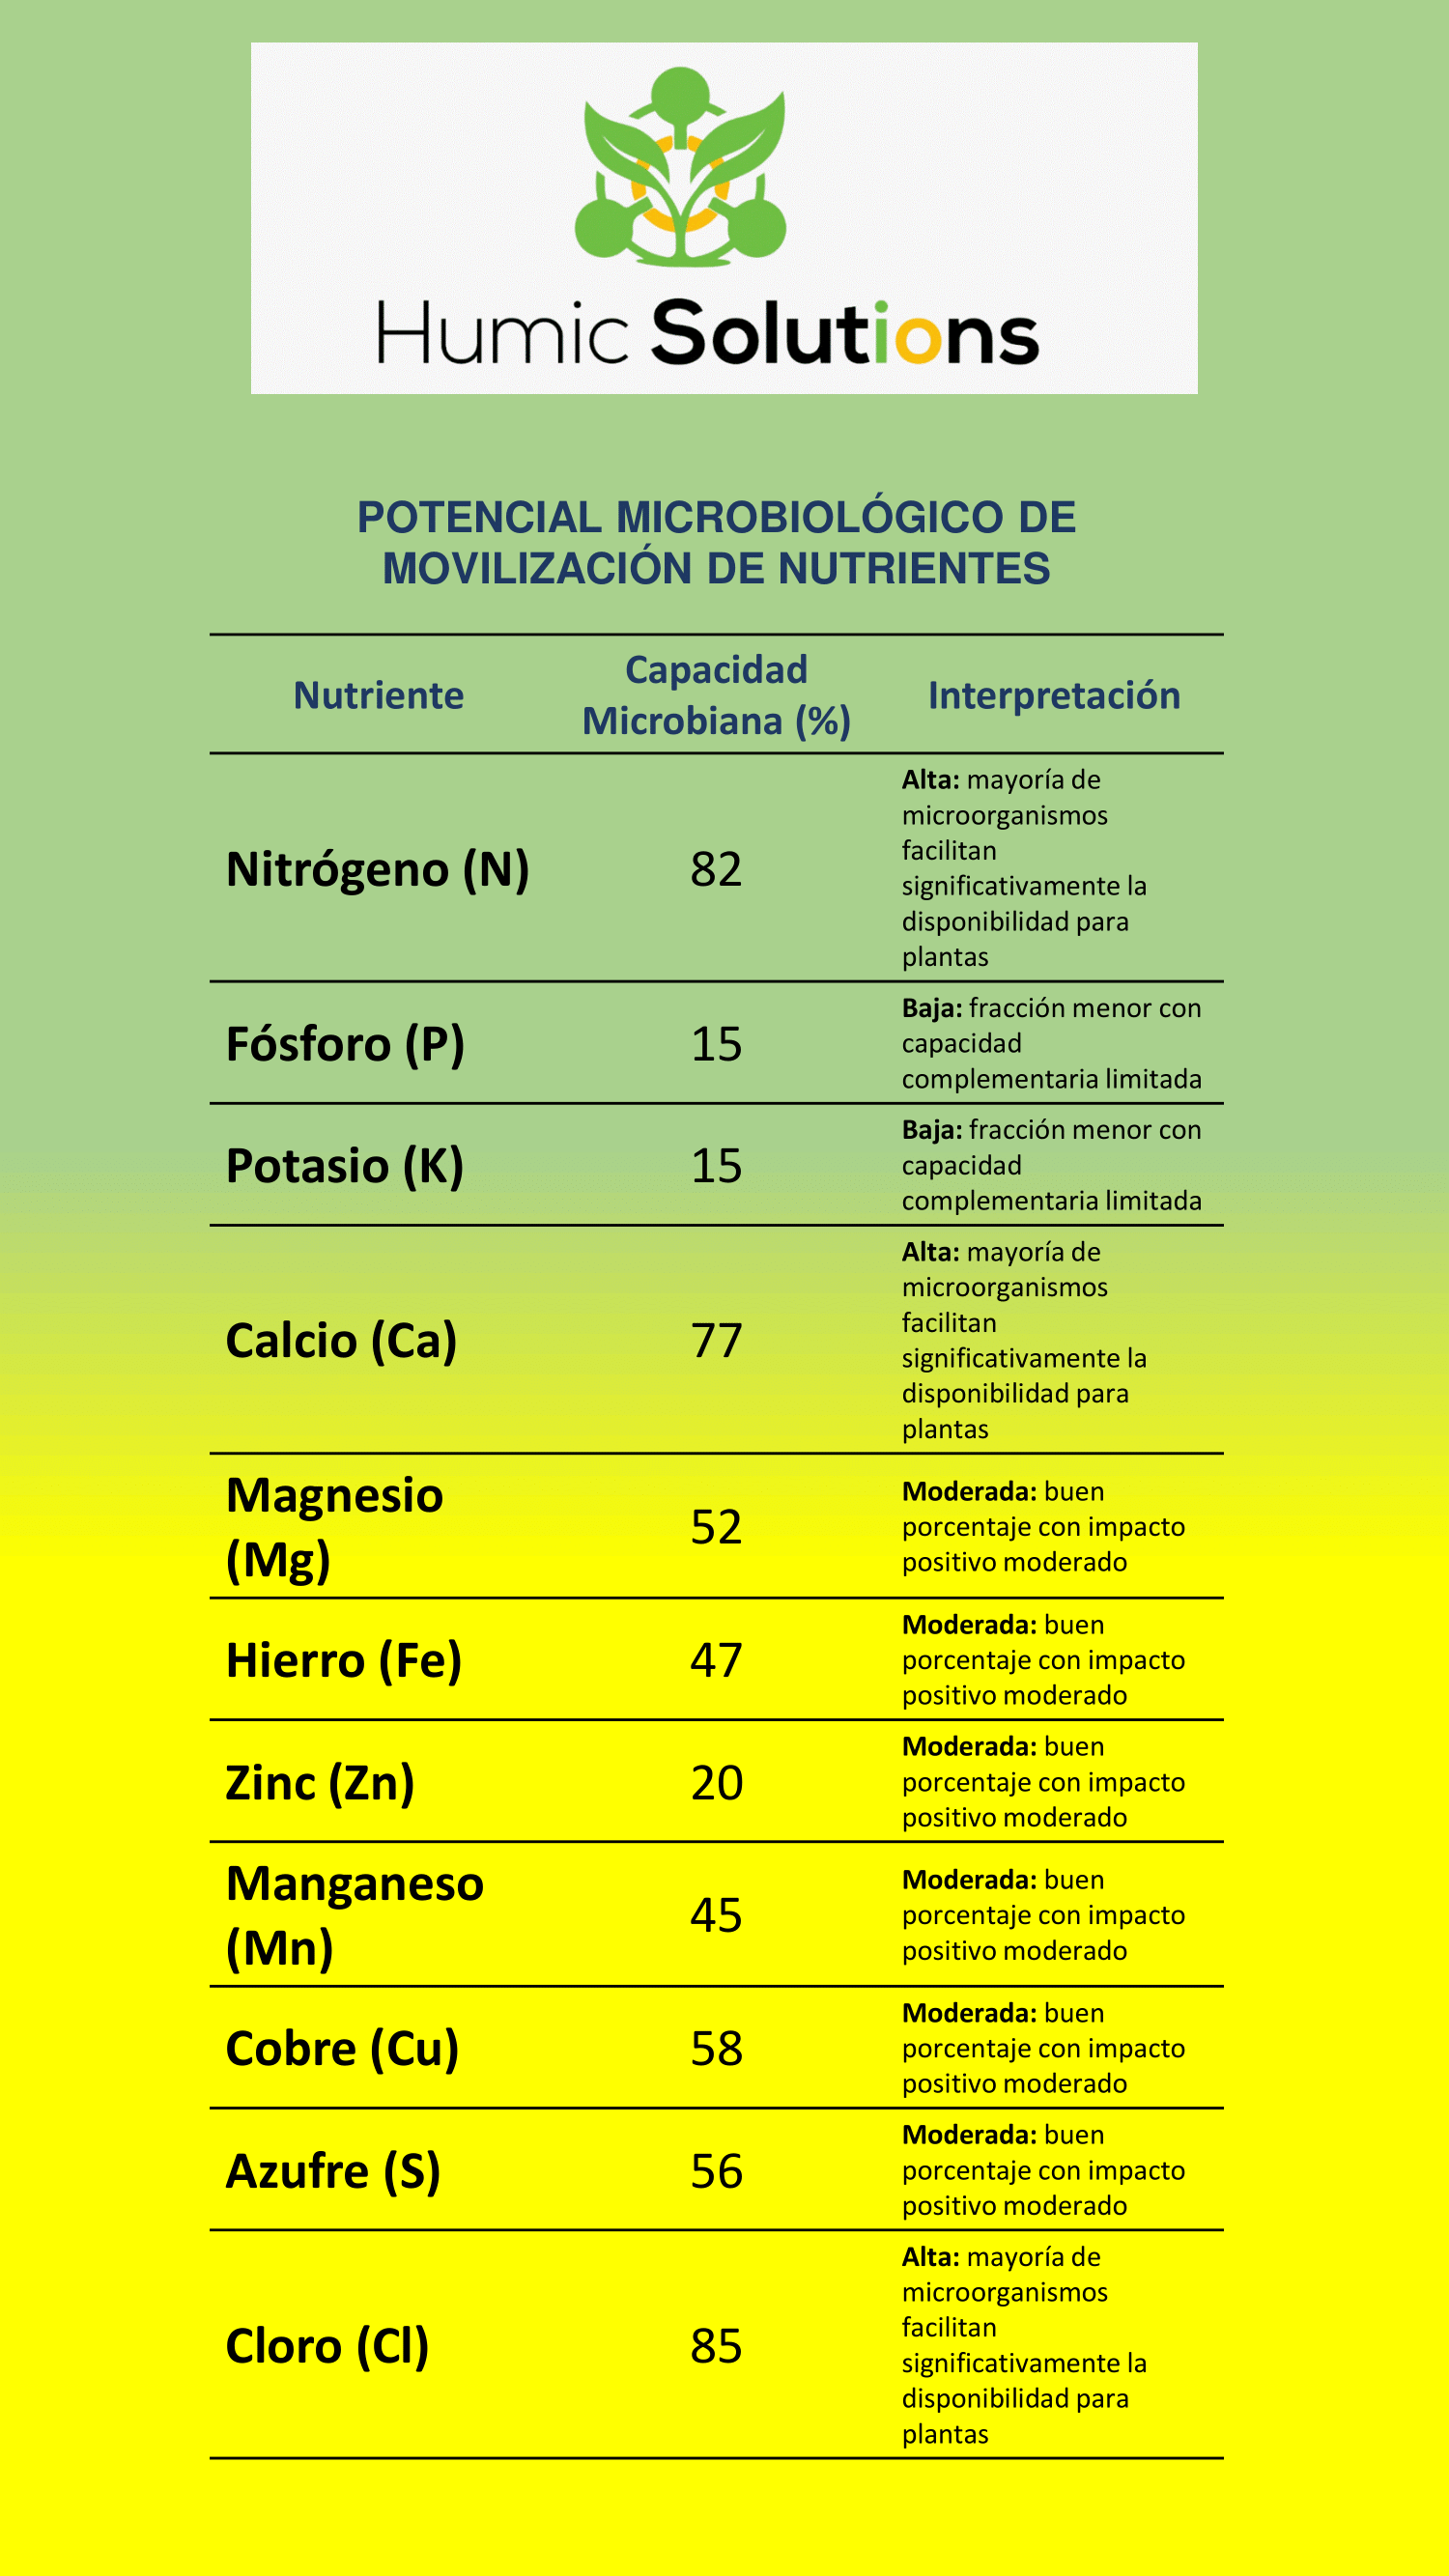 Humic Solutions
POTENCIAL MICROBIOLÓGICO DE
MOVILIZACIÓN DE NUTRIENTES
Nutriente
Capacidad
Microbiana (%)
Interpretación
Nitrógeno (N)
82
Alta: mayoría de
microorganismos
facilitan
significativamente la
disponibilidad para
plantas
Fósforo (P)
15
Baja: fracción menor con
capacidad
complementaria limitada
Potasio (K)
15
Baja: fracción menor con
capacidad
complementaria limitada
Calcio (Ca)
77
Alta: mayoría de
microorganismos
facilitan
significativamente la
disponibilidad para
plantas
Magnesio
(Mg)
52
Moderada: buen
porcentaje con impacto
positivo moderado
Hierro (Fe)
47
Moderada: buen
porcentaje con impacto
positivo moderado
Zinc (Zn)
20
Moderada: buen
porcentaje con impacto
positivo moderado
Manganeso
(Mn)
45
Moderada: buen
porcentaje con impacto
positivo moderado
Cobre (Cu)
58
Moderada: buen
porcentaje con impacto
positivo moderado
Azufre (S)
56
Moderada: buen
porcentaje con impacto
positivo moderado
Cloro (Cl)
85
Alta: mayoría de
microorganismos
facilitan
significativamente la
disponibilidad para
plantas